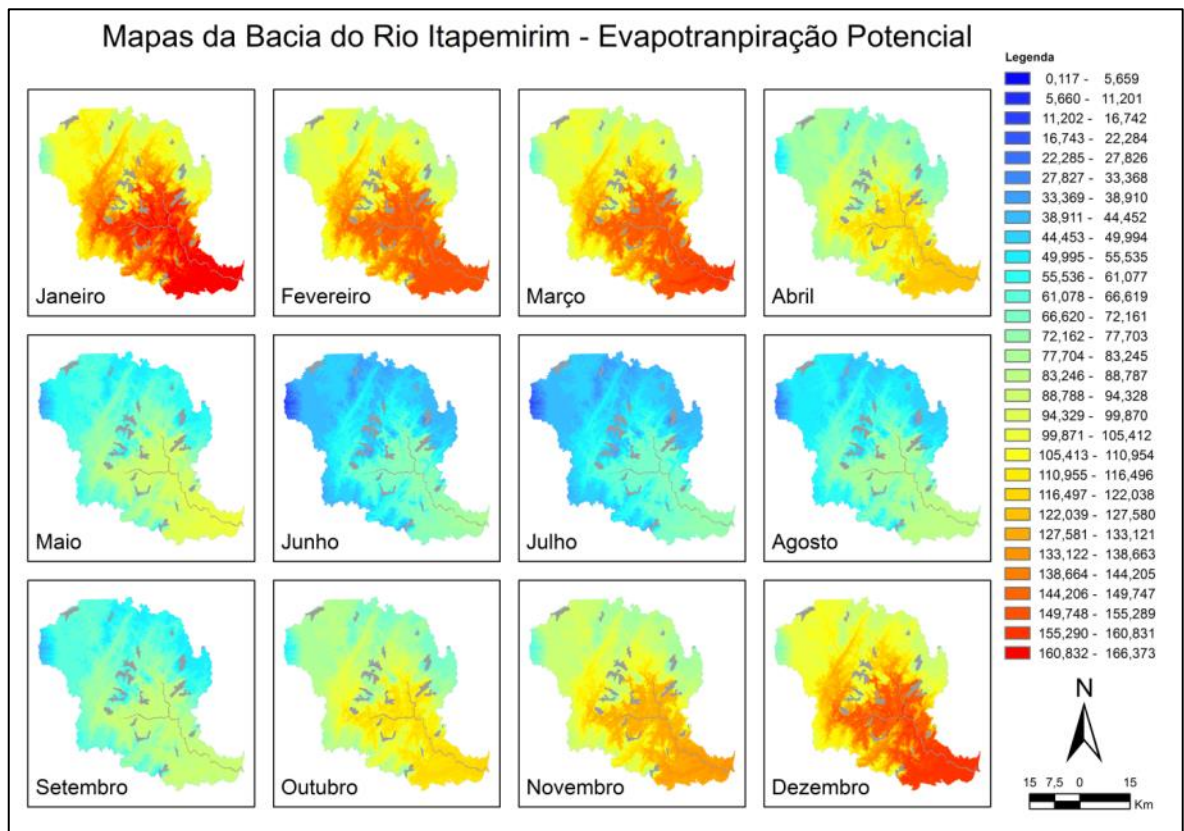 Mapas da Bacia do Rio Itapemirim - Evapotranpiração Potencial
Janeiro
Fevereiro
Março
Abril
Maio
Junho
Julho
Agosto
Setembro
Outubro
Novembro
Dezembro
Legenda
0,117 - 5,659
5,660 - 11,201
11,202 - 16,742
16,743 - 22,284
22,285 - 27,826
27,827 - 33,368
33,369 - 38,910
38,911 - 44,452
44,453 - 49,994
49,995 - 55,535
55,536 - 61,077
61,078 - 66,619
66,620 - 72,161
72,162 - 77,703
77,704 - 83,245
83,246 - 88,787
88,788 - 94,328
94,329 - 99,870
99,871 - 105,412
105,413 - 110,954
110,955 - 116,496
116,497 - 122,038
122,039 - 127,580
127,581 - 133,121
133,122 - 138,663
138,664 - 144,205
144,206 - 149,747
149,748 - 155,289
155,290 - 160,831
160,832 - 166,373
N
15 7,5 0 15
Km